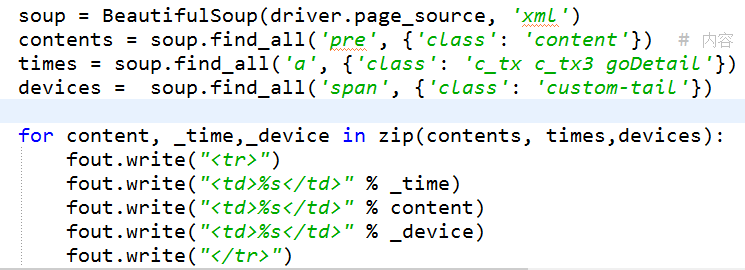 soup = BeautifulSoup(driver.page_source, 'xml')
contents = soup.find_all('pre', {'class': 'content'})  # 内容
times = soup.find_all('a', {'class': 'c_tx c_tx3 goDetail'})
devices =  soup.find_all('span', {'class': 'custom-tail'})
for content, _time,_device in zip(contents, times,devices):
    fout.write("<tr>")
    fout.write("<td>%s</td>" % _time)
    fout.write("<td>%s</td>" % content)
    fout.write("<td>%s</td>" % _device)
    fout.write("</tr>")